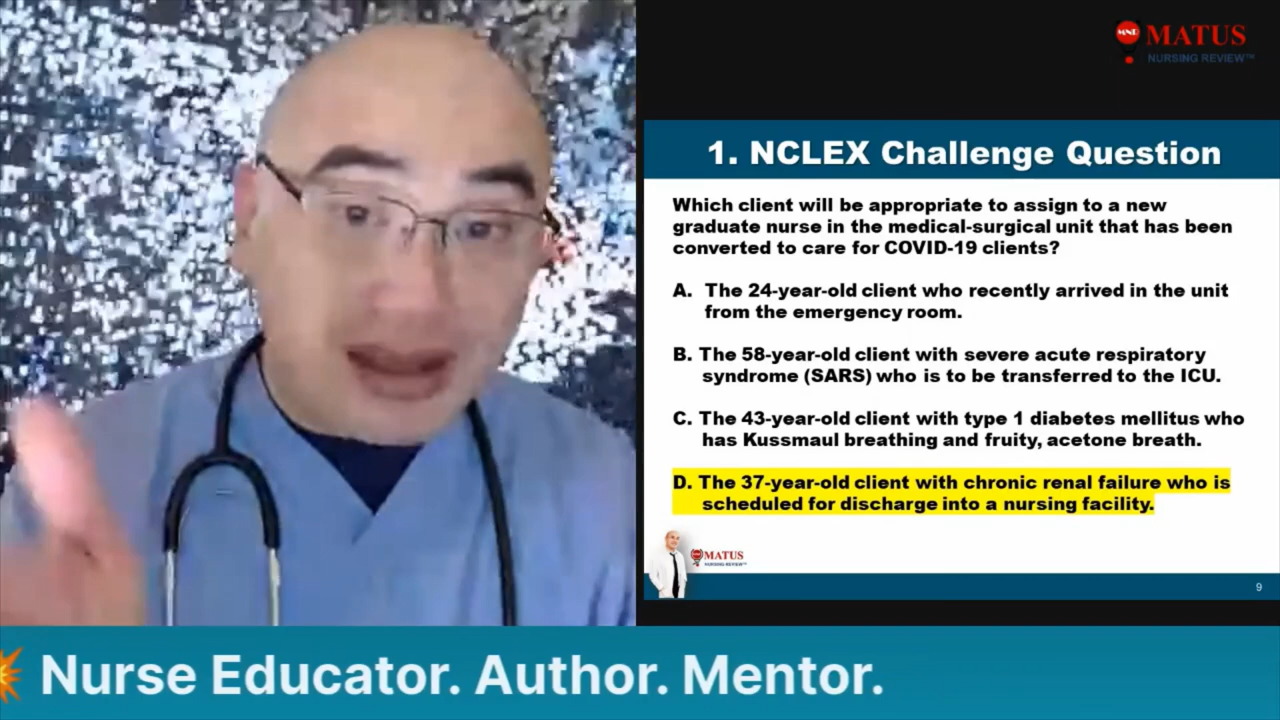 MNR MATUS
NURSING REVIEW™
1. NCLEX Challenge Question
Which client will be appropriate to assign to a new
graduate nurse in the medical-surgical unit that has been
converted to care for COVID-19 clients?
A. The 24-year-old client who recently arrived in the unit
from the emergency room.
B. The 58-year-old client with severe acute respiratory
syndrome (SARS) who is to be transferred to the ICU.
C. The 43-year-old client with type 1 diabetes mellitus who
has Kussmaul breathing and fruity, acetone breath.
D. The 37-year-old client with chronic renal failure who is
scheduled for discharge into a nursing facility.
MATUS
NURSING REVIEW™
9
Nurse Educator. Author. Mentor.